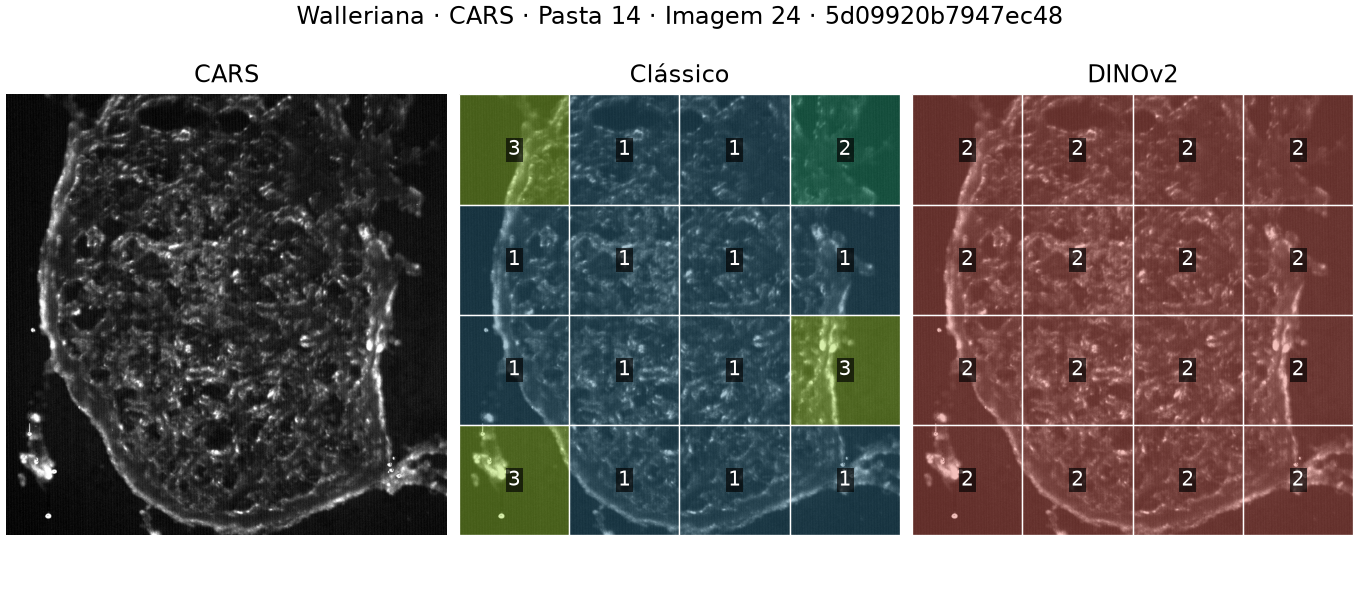 Walleriana · CARS · Pasta 14 · Imagem 24 · 5d09920b7947ec48
CARS
Clássico
DINOv2
3 1 1 2
2 2 2 2
1 1 1 1
2 2 2 2
1 1 1 3
2 2 2 2
3 1 1 1
2 2 2 2